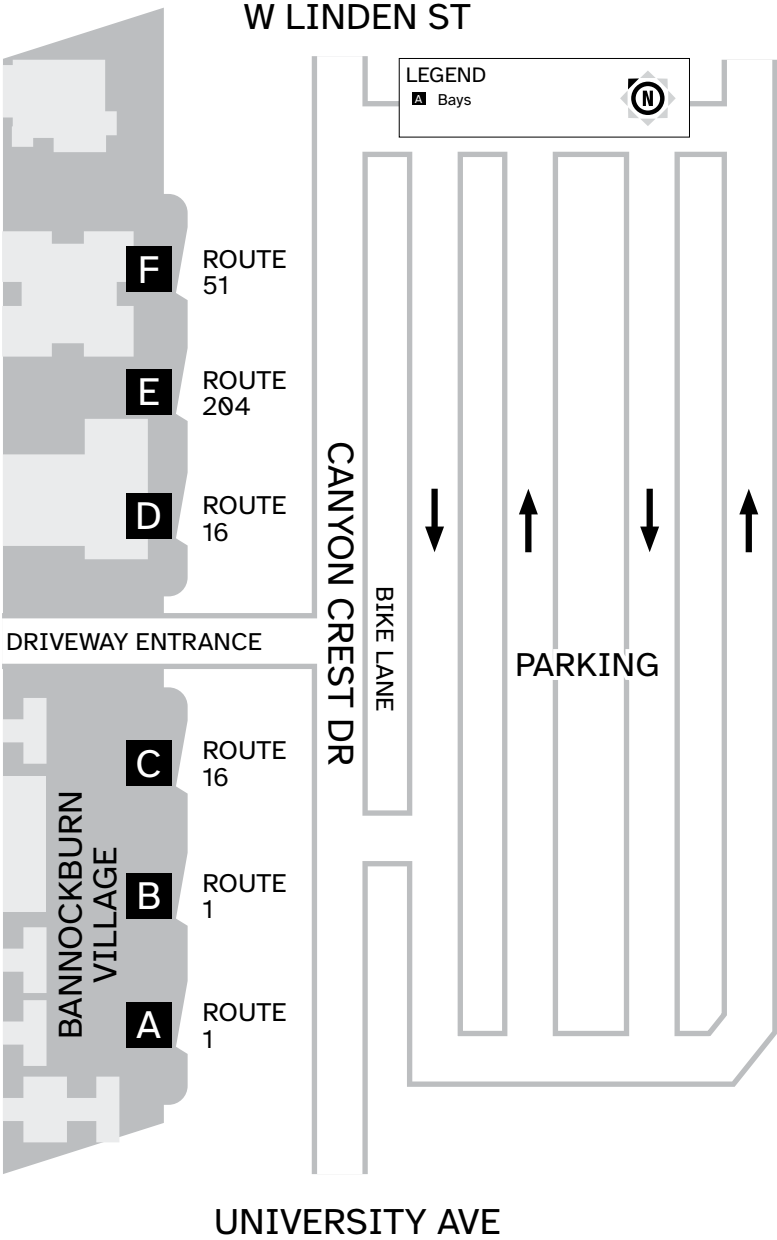 W LINDEN ST
LEGEND
A Bays
N
F
ROUTE
51
E
ROUTE
204
D
ROUTE
16
CANYON CREST DR
BIKE LANE
DRIVEWAY ENTRANCE
PARKING
C
ROUTE
16
BANNOCKBURN
VILLAGE
B
ROUTE
1
A
ROUTE
1
UNIVERSITY AVE